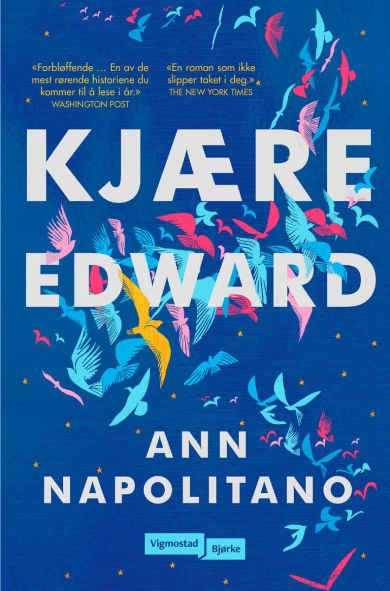 «Forbløffende ... En av de
mest rørende historiene du
kommer til å lese i år.»
WASHINGTON POST
«En roman som ikke
slipper taket i deg.»
THE NEW YORK TIMES
KJÆRE
EDWARD
ANN
NAPOLITANO
Vigmostad Bjørke